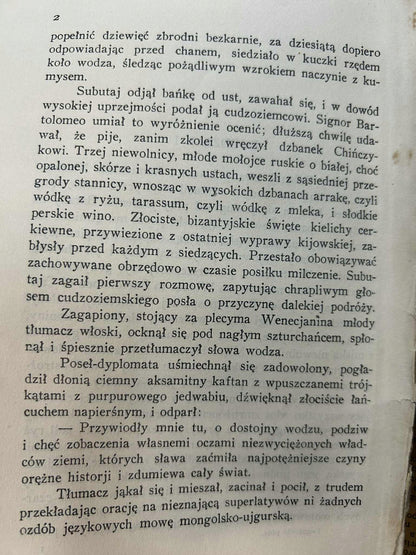 2
popełnić dziewięć zbrodni bezkarnie, za dziesiątą dopiero
odpowiadając przed chanem, siedziało w kuczki rzędem
koło wodza, śledząc pożądliwym wzrokiem naczynie z ku-
mysem.
Subutaj odjął bańkę od ust, zawahał się, i w dowód
wysokiej uprzejmości podał ją cudzoziemcowi. Signor Bar-
tolomeo umiał to wyróżnienie ocenić; dłuższą chwilę uda-
wał, że pije, zanim zkolei wręczył dzbanek Chińczy-
kowi. Trzej niewolnicy, młode mołojce ruskie o białej, choć
opalonej, skórze i krasnych ustach, weszli z sąsiedniej prze-
grody stannicy, wnosząc w wysokich dzbanach arrakę, czyli
wódkę z ryżu, tarassum, czyli wódkę z mleka, i słodkie
perskie wino. Złociste, bizantyjskie święte kielichy cer-
kiewne, przywiezione z ostatniej wyprawy kijowskiej, za-
błysły przed każdym z siedzących. Przestało obowiązywać
zachowywane obrzędowo w czasie posiłku milczenie. Subu-
taj zagaił pierwszy rozmowę, zapytując chrapliwym gło-
sem cudzoziemskiego posła o przyczynę dalekiej podróży.
Zagapiony, stojący za plecyma Wenecjanina młody
tłumacz włoski, ocknął się pod nagłym szturchańcem, spło-
nął i śpiesznie przetłumaczył słowa wodza.
Poseł-dyplomata uśmiechnął się zadowolony, pogła-
dził dłonią ciemny aksamitny kaftan z wpuszczanemi trój-
kątami z purpurowego jedwabiu, dźwięknął złociście łań-
cuchem napierśnym, i odparł:
— Przywiodły mnie tu, o dostojny wodzu, podziw
i chęć zobaczenia własnemi oczami niezwyciężonych wład-
ców ziemi, których sława zaćmiła najpotężniejsze czyny
orężne historji i zdumiewa cały świat.
Tłumacz jąkał się i mieszał, zacinał i pocił, z trudem
przekładając orację na nieznającą superlatywów ni żadnych
ozdób językowych mowę mongolsko-ujgurską.